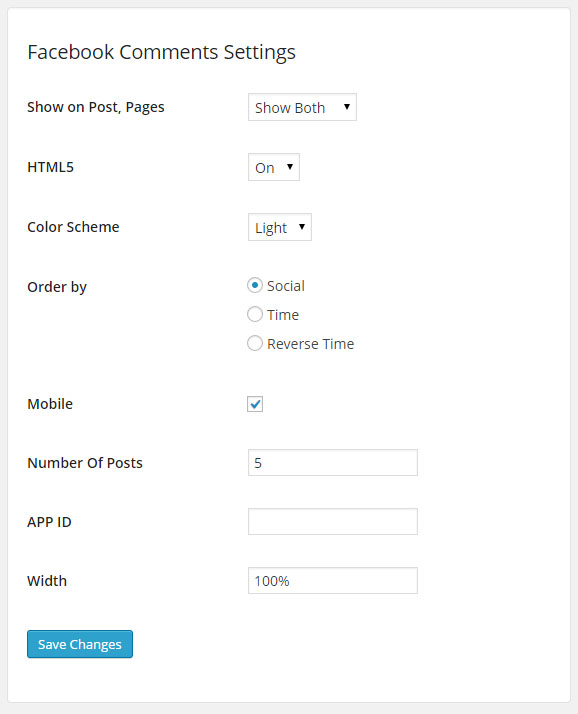 Facebook Comments Settings
Show on Post, Pages Show Both
HTML5 On
Color Scheme Light
Order by Social
Time
Reverse Time
Mobile
Number Of Posts 5
APP ID
Width 100%
Save Changes